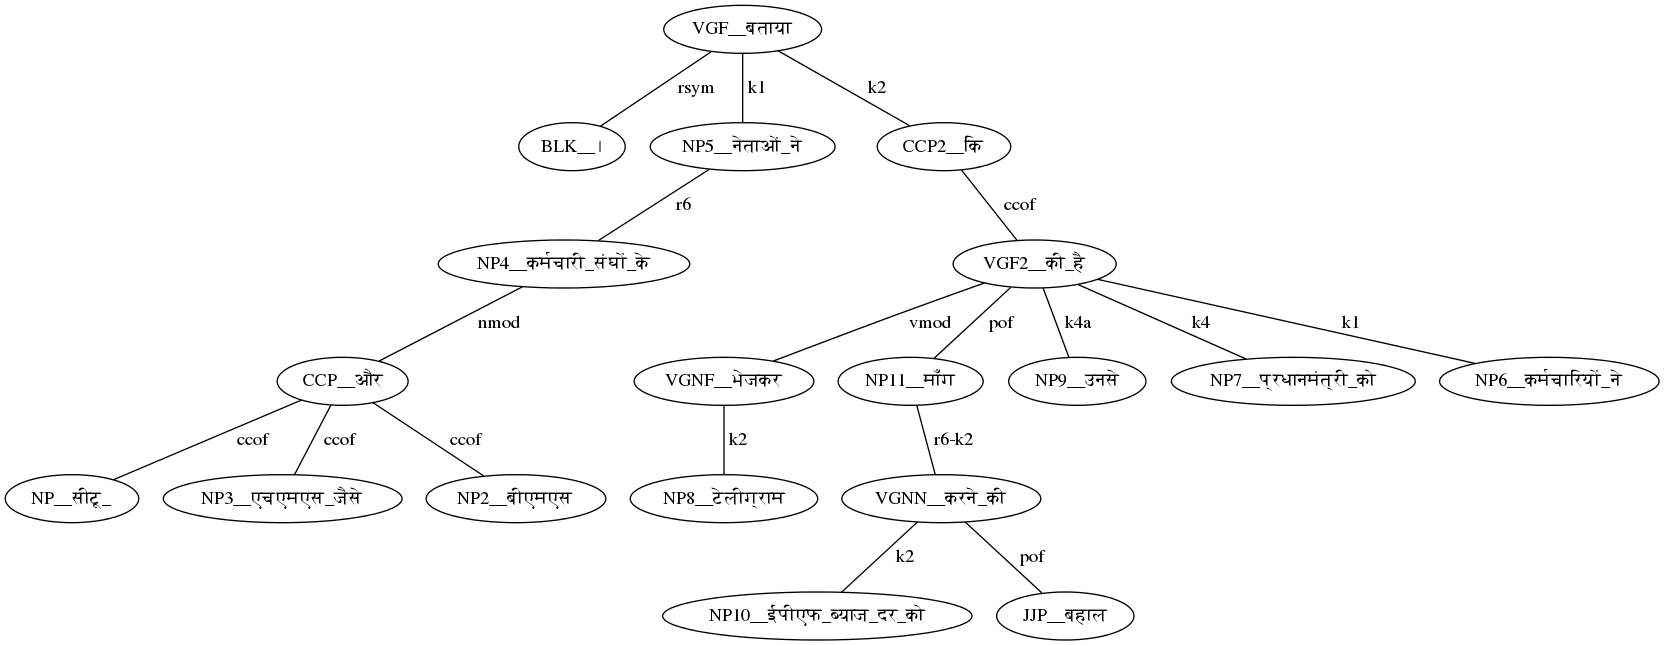 VGF__बताया
rsym k1 k2
BLK__। NP5__नेताओं_ने CCP2__कि
r6 ccof
NP4__कर्मचारी_संघों_के VGF2__की_है
nmod vmod pof k4a k4 k1
CCP__और VGNF__भेजकर NP11__माँग NP9__उनसे NP7__प्रधानमंत्री_को NP6__कर्मचारियों_ने
ccof ccof ccof k2 r6-k2
NP__सीटू_ NP3__एचएमएस_जैसे NP2__बीएमएस NP8__टेलीग्राम VGNN__करने_की
k2 pof
NP10__ईपीएफ_ब्याज_दर_को JJP__बहाल